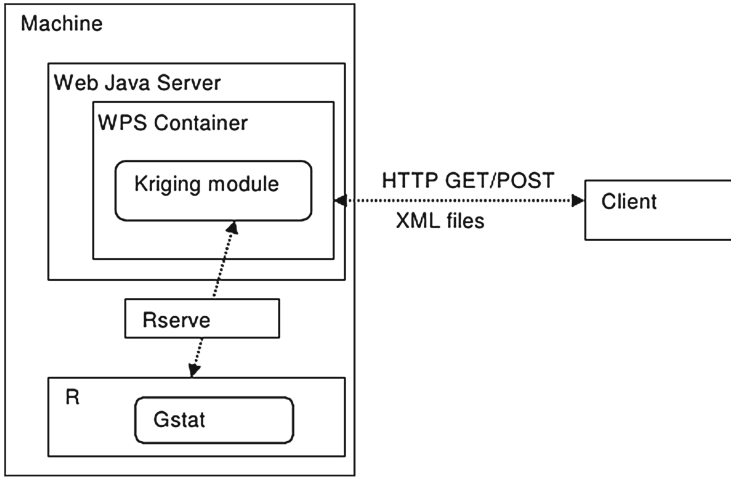 Machine
Web Java Server
WPS Container
Kriging module
HTTP GET/POST
XML files
Client
Rserve
R
Gstat